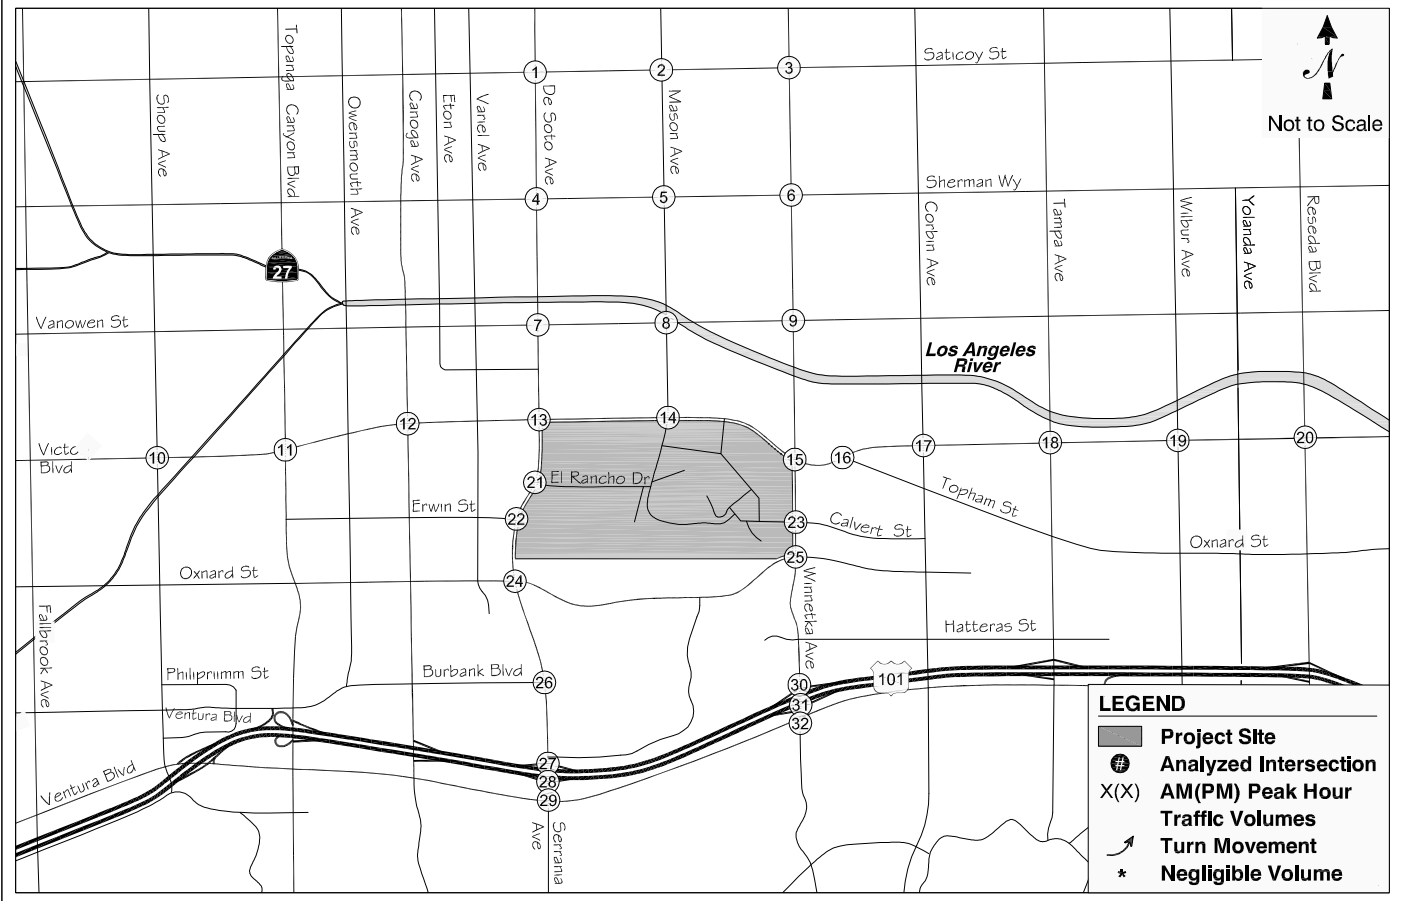 Saticoy St
N
Not to Scale
Topanga Canyon Blvd
Shoup Ave
Owensmouth Ave
Canoga Ave
Eton Ave
Variel Ave
De Soto Ave
Mason Ave
1
2
3
Sherman Wy
4
5
6
Corbin Ave
Tampa Ave
Wilbur Ave
Yolanda Ave
Reseda Blvd
27
Vanowen St
7
8
9
Los Angeles
River
Victc
Blvd
10
11
12
13
14
15
16
17
18
19
20
21
El Rancho Dr
Topham St
Erwin St
22
23
Calvert St
Oxnard St
25
Oxnard St
24
Winnetka Ave
Fallbrook Ave
Hatteras St
Philiprimm St
Burbank Blvd
26
30
101
31
32
Ventura Blvd
Ventura Blvd
27
28
29
Serrania
Ave
LEGEND
Project Site
# Analyzed Intersection
X(X) AM(PM) Peak Hour
Traffic Volumes
Turn Movement
* Negligible Volume